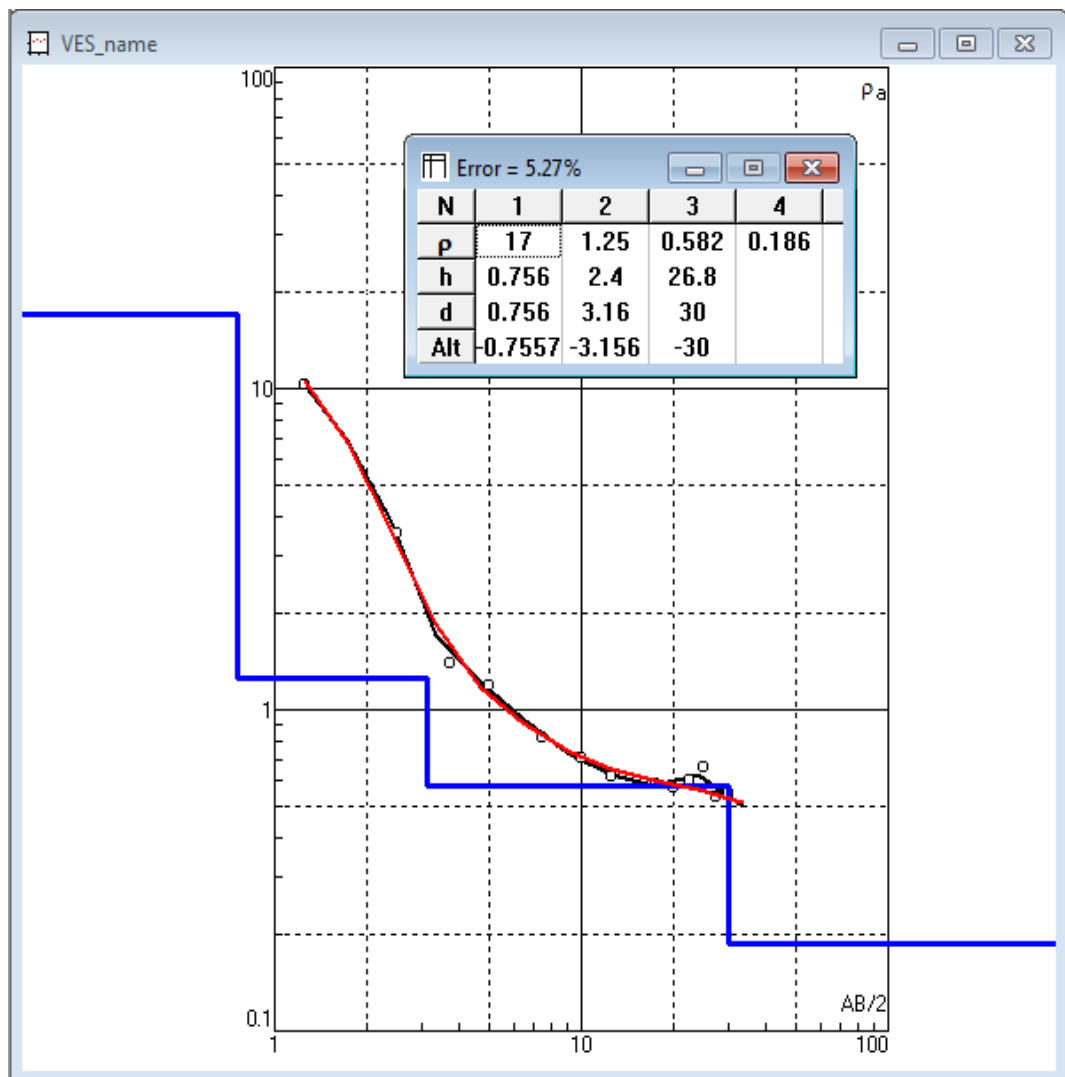 VES_name
100
ρa
Error = 5.27%
N 1 2 3 4
ρ 17 1.25 0.582 0.186
h 0.756 2.4 26.8
d 0.756 3.16 30
Alt -0.7557 -3.156 -30
10
1
AB/2
0.1
1 10 100